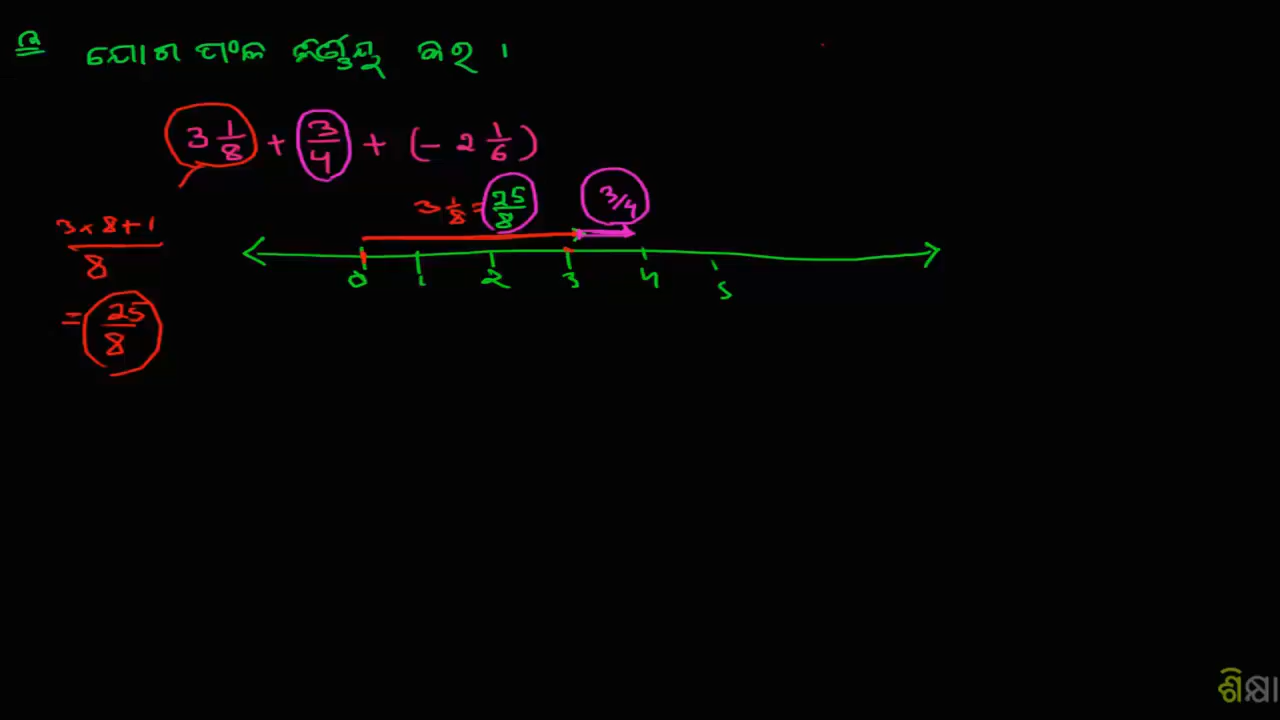 ଯୋଗ ଫଳ ନିର୍ଣ୍ଣୟ କର ।
3 1/8 + 3/4 + (- 2 1/6)
3 1/8 = 25/8
3/4
3 x 8 + 1
8
0 1 2 3 4 5
= 25/8
ଶିକ୍ଷା